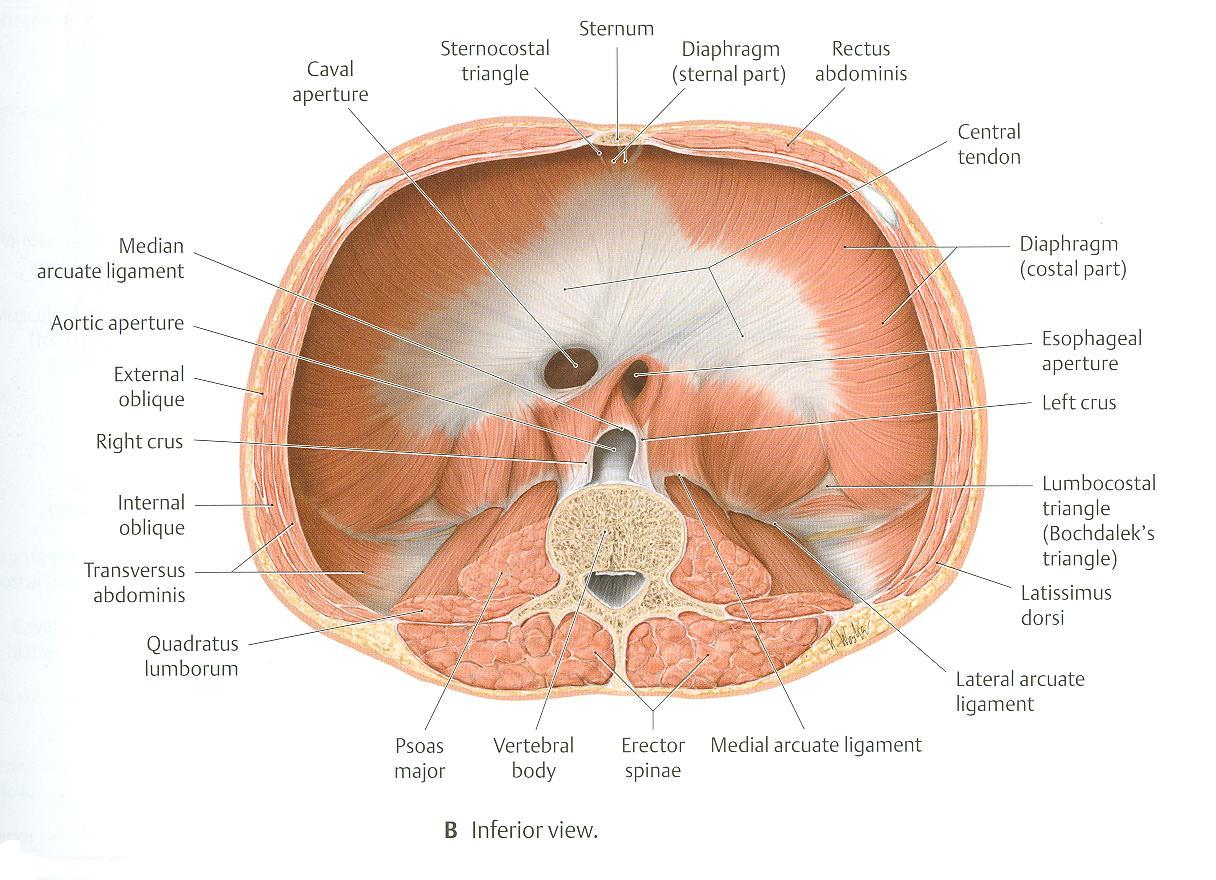 Sternum
Sternocostal
triangle
Diaphragm
(sternal part)
Rectus
abdominis
Caval
aperture
Central
tendon
Median
arcuate ligament
Diaphragm
(costal part)
Aortic aperture
Esophageal
aperture
External
oblique
Left crus
Right crus
Internal
oblique
Lumbocostal
triangle
(Bochdalek's
triangle)
Transversus
abdominis
Latissimus
dorsi
Quadratus
lumborum
Lateral arcuate
ligament
Psoas
major
Vertebral
body
Erector
spinae
Medial arcuate ligament
B Inferior view.